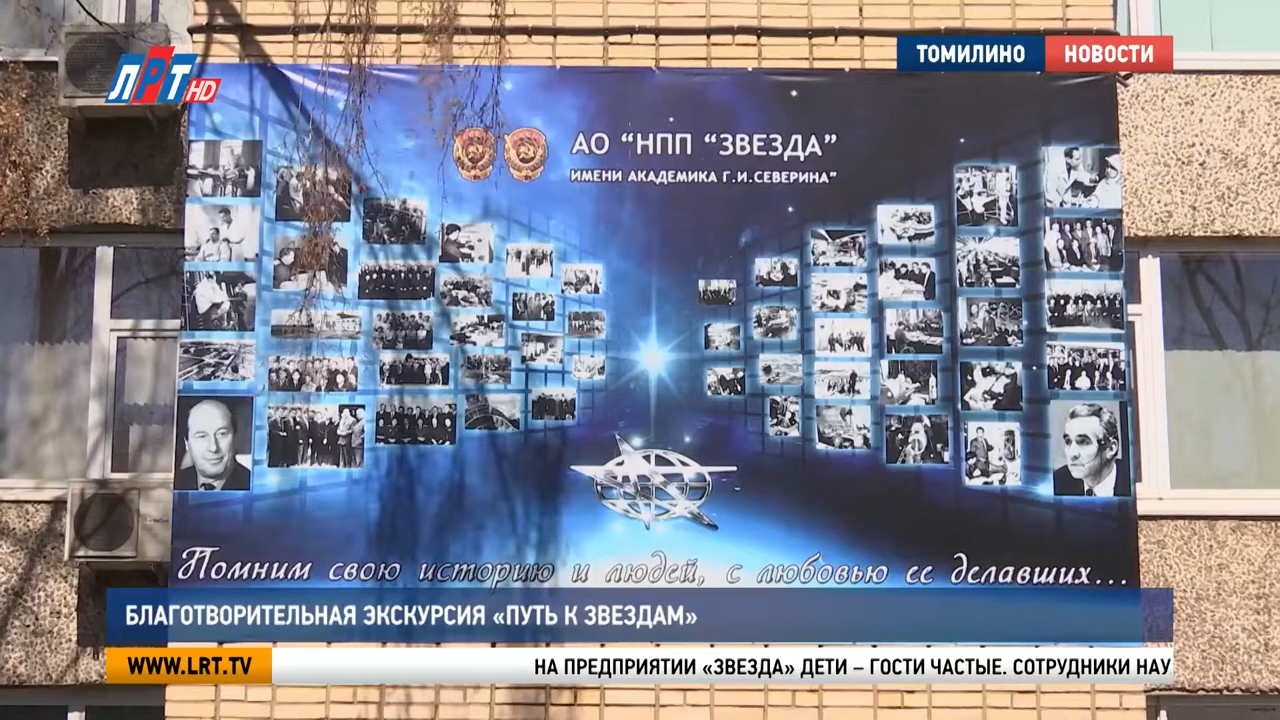 ЛРТ HD
ТОМИЛИНО НОВОСТИ
АО “НПП “ЗВЕЗДА”
ИМЕНИ АКАДЕМИКА Г.И.СЕВЕРИНА”
Помним свою историю и людей, с любовью ее делавших...
БЛАГОТВОРИТЕЛЬНАЯ ЭКСКУРСИЯ «ПУТЬ К ЗВЕЗДАМ»
WWW.LRT.TV НА ПРЕДПРИЯТИИ «ЗВЕЗДА» ДЕТИ – ГОСТИ ЧАСТЫЕ. СОТРУДНИКИ НАУ